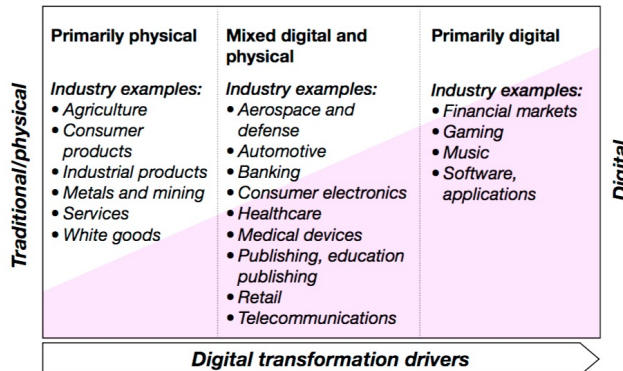 Traditional/physical
Primarily physical
Industry examples:
• Agriculture
• Consumer
products
• Industrial products
• Metals and mining
• Services
• White goods
Mixed digital and
physical
Industry examples:
• Aerospace and
defense
• Automotive
• Banking
• Consumer electronics
• Healthcare
• Medical devices
• Publishing, education
publishing
• Retail
• Telecommunications
Primarily digital
Industry examples:
• Financial markets
• Gaming
• Music
• Software,
applications
Digital
Digital transformation drivers